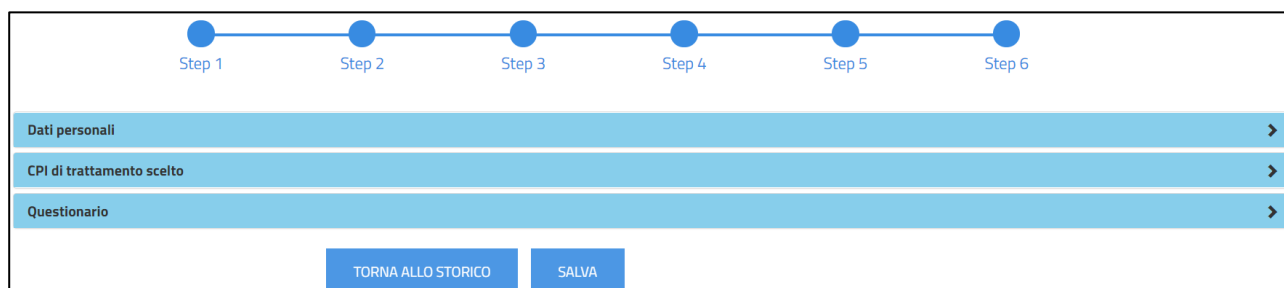 Step 1 Step 2 Step 3 Step 4 Step 5 Step 6
Dati personali
CPI di trattamento scelto
Questionario
TORNA ALLO STORICO SALVA